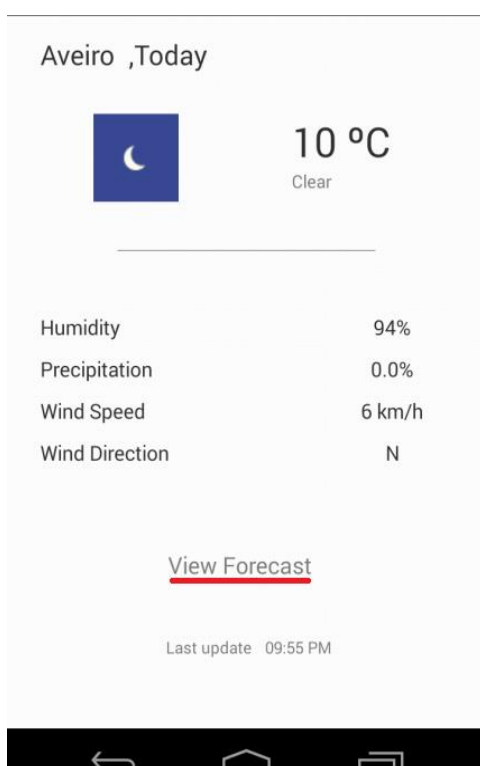 Aveiro ,Today
10 ºC
Clear
Humidity 94%
Precipitation 0.0%
Wind Speed 6 km/h
Wind Direction N
View Forecast
Last update 09:55 PM